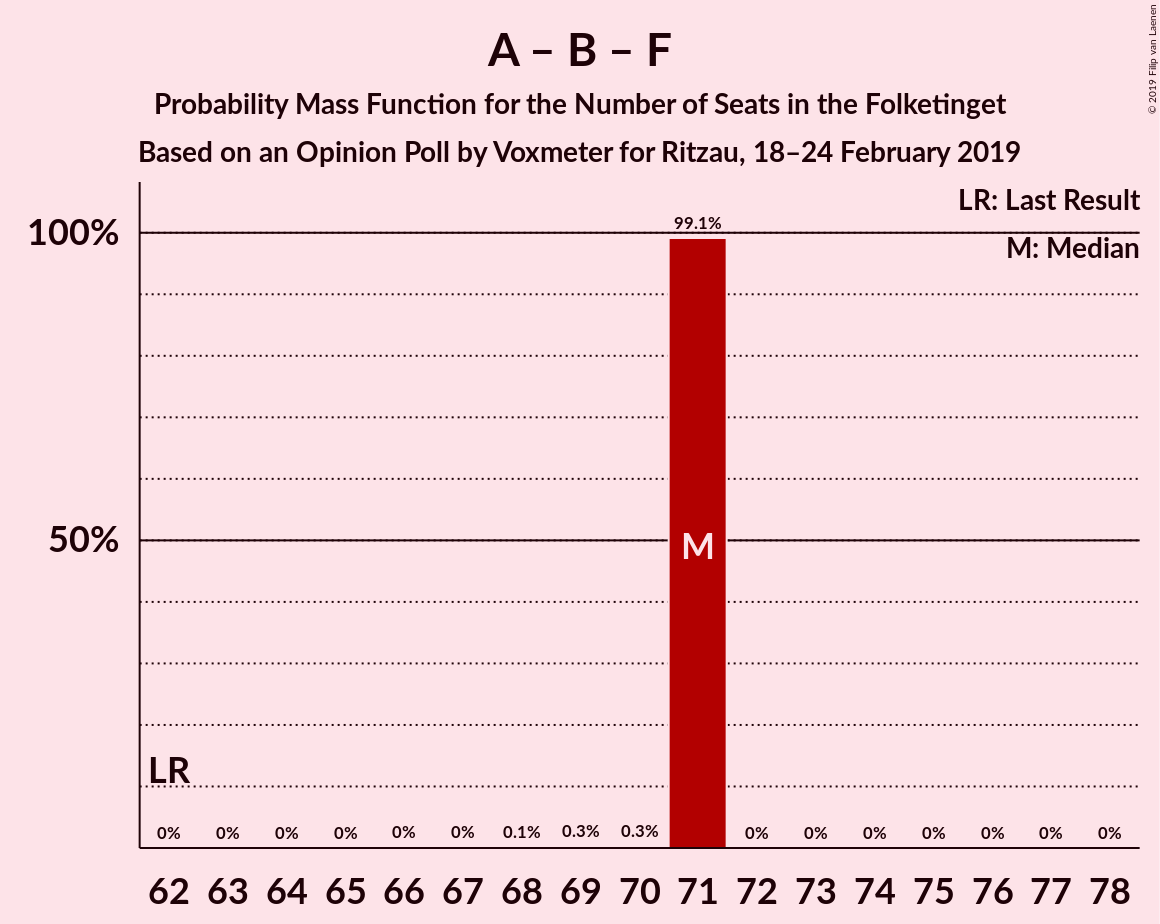 A – B – F
Probability Mass Function for the Number of Seats in the Folketinget
Based on an Opinion Poll by Voxmeter for Ritzau, 18–24 February 2019
© 2019 Filip van Laenen
LR: Last Result
M: Median
100%
50%
99.1%
M
LR
0% 0% 0% 0% 0% 0% 0.1% 0.3% 0.3% 0% 0% 0% 0% 0% 0% 0%
62 63 64 65 66 67 68 69 70 71 72 73 74 75 76 77 78